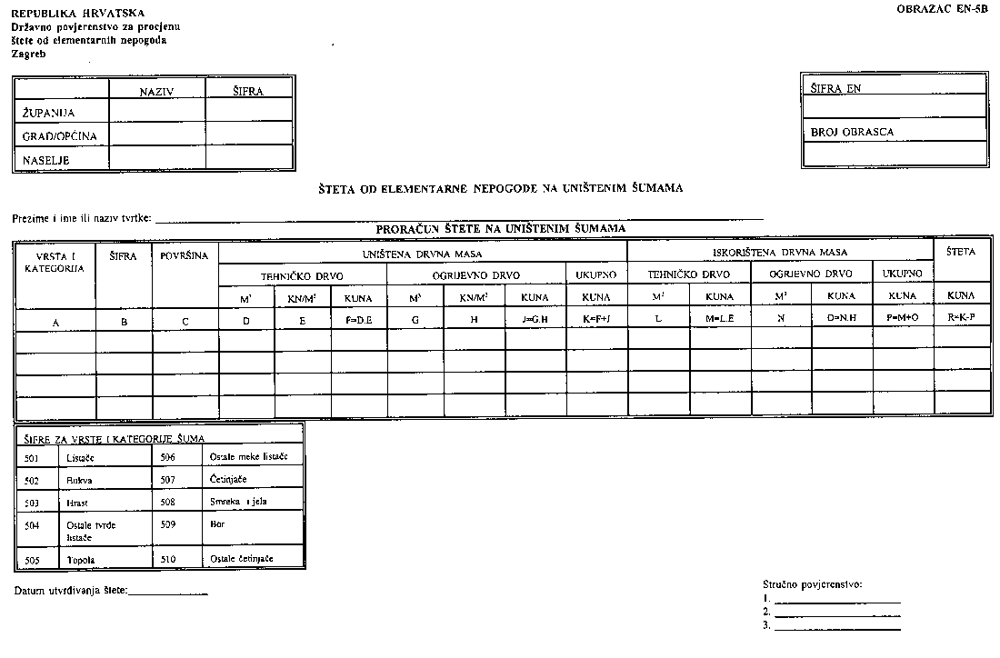 REPUBLIKA HRVATSKA
Državno povjerenstvo za procjenu
štete od elementarnih nepogoda
Zagreb
OBRAZAC EN-5B
NAZIV ŠIFRA
ŽUPANIJA
GRAD/OPĆINA
NASELJE
ŠIFRA EN
BROJ OBRASCA
ŠTETA OD ELEMENTARNE NEPOGODE NA UNIŠTENIM ŠUMAMA
Prezime i ime ili naziv tvrtke:
PRORAČUN ŠTETE NA UNIŠTENIM ŠUMAMA
VRSTA I KATEGORIJA ŠIFRA POVRŠINA UNIŠTENA DRVNA MASA ISKORIŠTENA DRVNA MASA ŠTETA
TEHNIČKO DRVO OGRIJEVNO DRVO UKUPNO TEHNIČKO DRVO OGRJEVNO DRVO UKUPNO
M³ KN/M³ KUNA M³ KN/M³ KUNA KUNA M³ KUNA M³ KUNA KUNA KUNA
A B C D E F=D.E G H J=G.H K=F+J L M=L.E N O=N.H P=M+O R=K-P
ŠIFRE ZA VRSTE I KATEGORIJE ŠUMA
501 Listače 506 Ostale meke listače
502 Bukva 507 Četinjače
503 Hrast 508 Smreka i jela
504 Ostale tvrde listače 509 Bor
505 Topola 510 Ostale četinjače
Datum utvrđivanja štete:
Stručno povjerenstvo:
1.
2.
3.